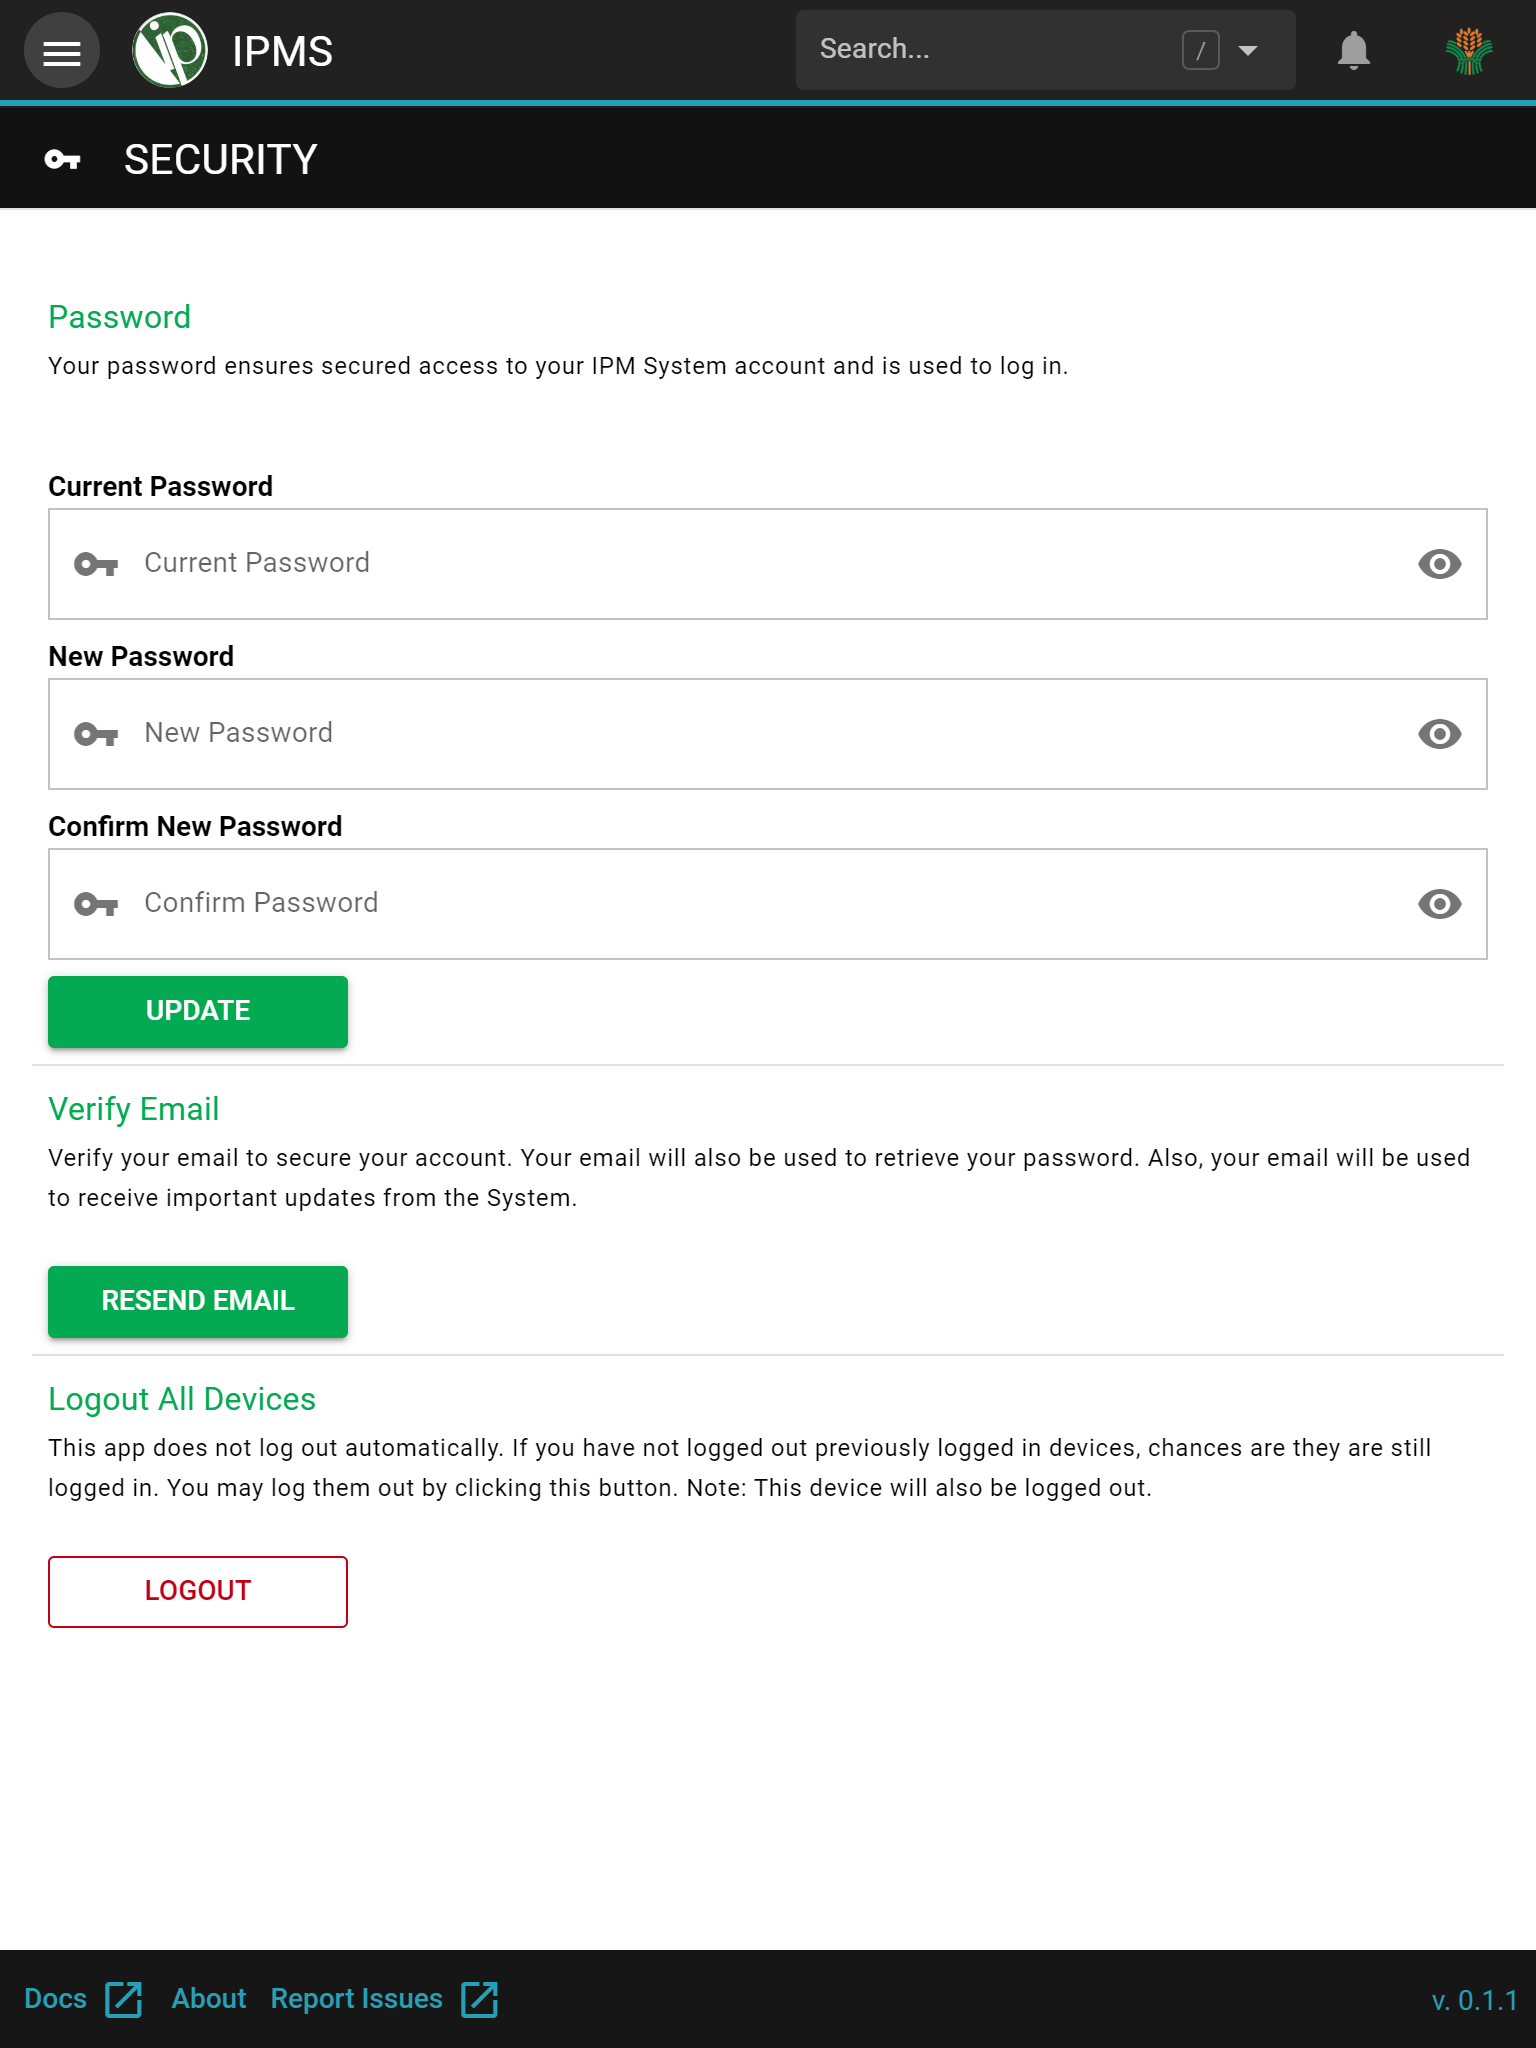 IPMS
Search...
/
SECURITY
Password
Your password ensures secured access to your IPM System account and is used to log in.
Current Password
Current Password
New Password
New Password
Confirm New Password
Confirm Password
UPDATE
Verify Email
Verify your email to secure your account. Your email will also be used to retrieve your password. Also, your email will be used
to receive important updates from the System.
RESEND EMAIL
Logout All Devices
This app does not log out automatically. If you have not logged out previously logged in devices, chances are they are still
logged in. You may log them out by clicking this button. Note: This device will also be logged out.
LOGOUT
Docs About Report Issues v. 0.1.1